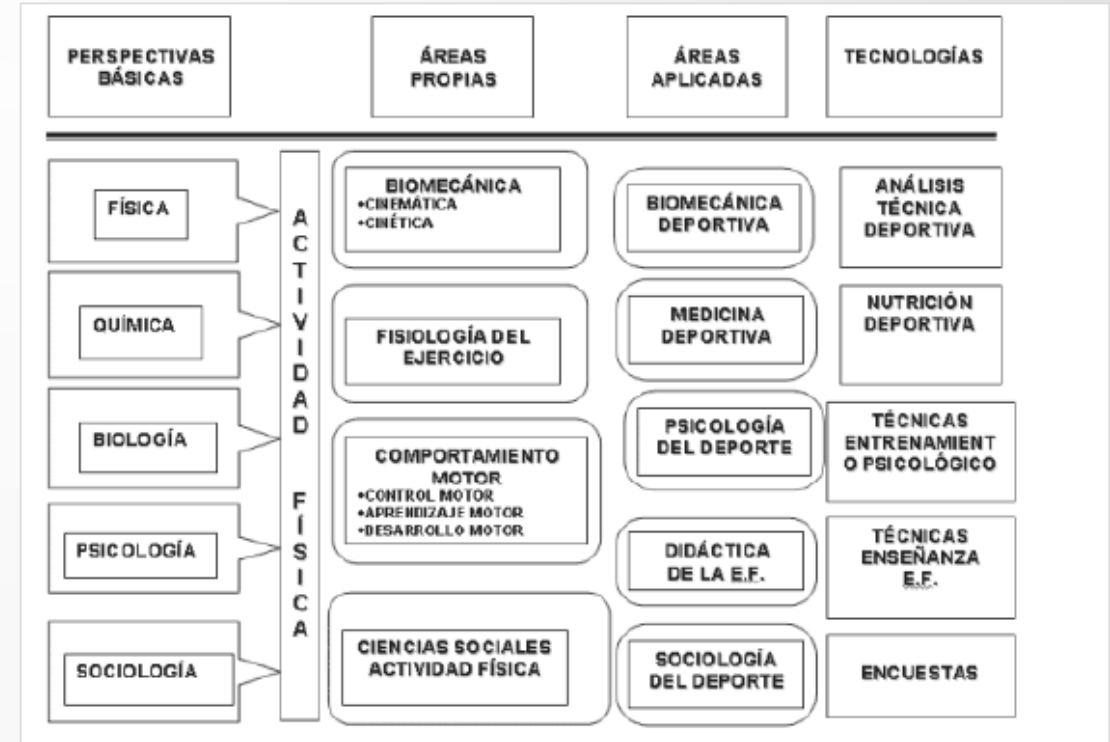 PERSPECTIVAS
BÁSICAS
ÁREAS
PROPIAS
ÁREAS
APLICADAS
TECNOLOGÍAS
FÍSICA
QUÍMICA
BIOLOGÍA
PSICOLOGÍA
SOCIOLOGÍA
ACTIVIDAD FÍSICA
BIOMECÁNICA
•CINEMÁTICA
•CINÉTICA
FISIOLOGÍA DEL
EJERCICIO
COMPORTAMIENTO
MOTOR
•CONTROL MOTOR
•APRENDIZAJE MOTOR
•DESARROLLO MOTOR
CIENCIAS SOCIALES
ACTIVIDAD FÍSICA
BIOMECÁNICA
DEPORTIVA
MEDICINA
DEPORTIVA
PSICOLOGÍA
DEL DEPORTE
DIDÁCTICA
DE LA E.F.
SOCIOLOGÍA
DEL DEPORTE
ANÁLISIS
TÉCNICA
DEPORTIVA
NUTRICIÓN
DEPORTIVA
TÉCNICAS
ENTRENAMIENT
O PSICOLÓGICO
TÉCNICAS
ENSEÑANZA
E.F.
ENCUESTAS